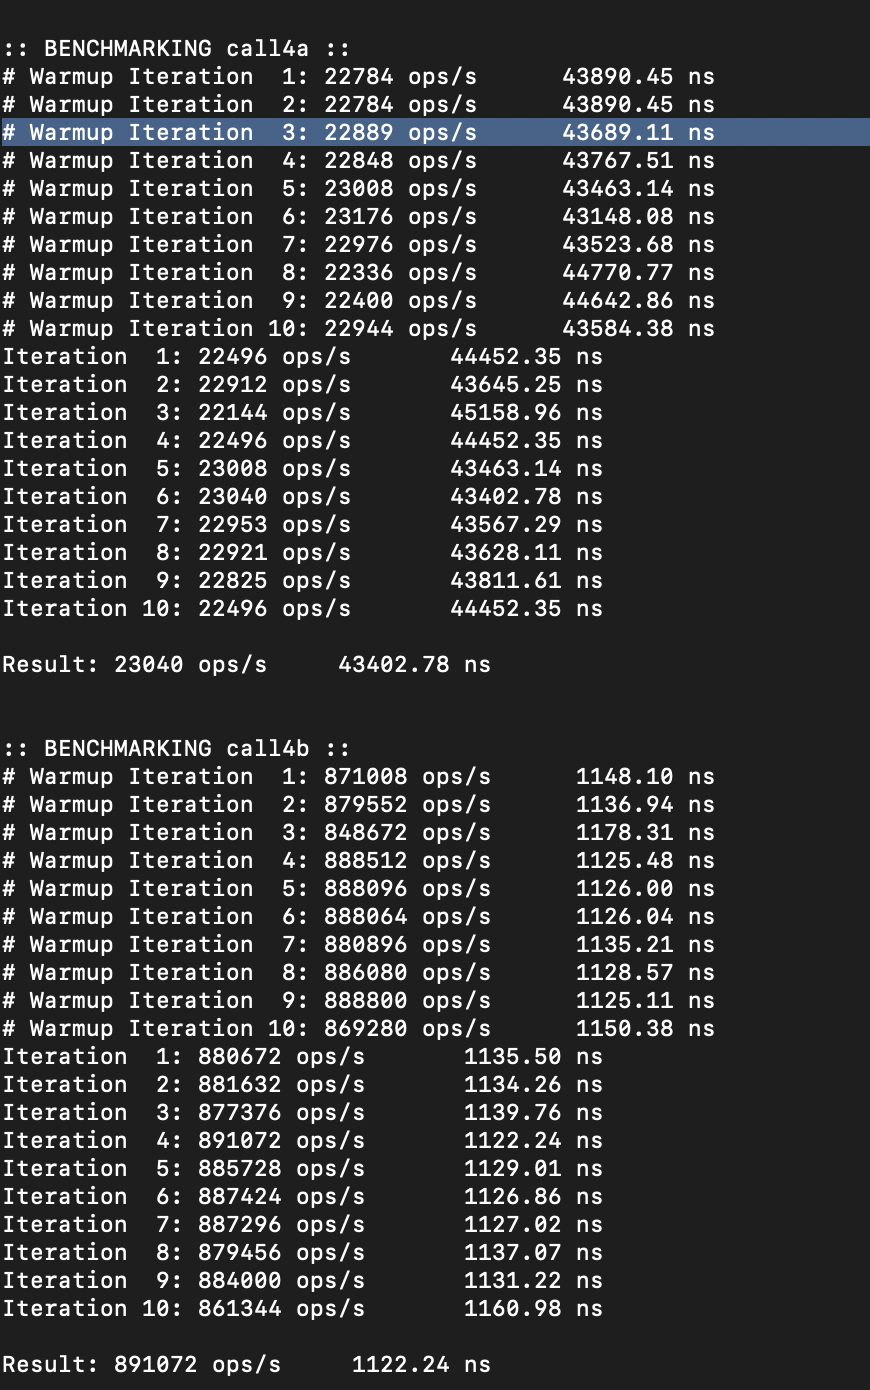 :: BENCHMARKING call4a ::
# Warmup Iteration  1: 22784 ops/s      43890.45 ns
# Warmup Iteration  2: 22784 ops/s      43890.45 ns
# Warmup Iteration  3: 22889 ops/s      43689.11 ns
# Warmup Iteration  4: 22848 ops/s      43767.51 ns
# Warmup Iteration  5: 23008 ops/s      43463.14 ns
# Warmup Iteration  6: 23176 ops/s      43148.08 ns
# Warmup Iteration  7: 22976 ops/s      43523.68 ns
# Warmup Iteration  8: 22336 ops/s      44770.77 ns
# Warmup Iteration  9: 22400 ops/s      44642.86 ns
# Warmup Iteration 10: 22944 ops/s      43584.38 ns
Iteration  1: 22496 ops/s       44452.35 ns
Iteration  2: 22912 ops/s       43645.25 ns
Iteration  3: 22144 ops/s       45158.96 ns
Iteration  4: 22496 ops/s       44452.35 ns
Iteration  5: 23008 ops/s       43463.14 ns
Iteration  6: 23040 ops/s       43402.78 ns
Iteration  7: 22953 ops/s       43567.29 ns
Iteration  8: 22921 ops/s       43628.11 ns
Iteration  9: 22825 ops/s       43811.61 ns
Iteration 10: 22496 ops/s       44452.35 ns
Result: 23040 ops/s     43402.78 ns
:: BENCHMARKING call4b ::
# Warmup Iteration  1: 871008 ops/s      1148.10 ns
# Warmup Iteration  2: 879552 ops/s      1136.94 ns
# Warmup Iteration  3: 848672 ops/s      1178.31 ns
# Warmup Iteration  4: 888512 ops/s      1125.48 ns
# Warmup Iteration  5: 888096 ops/s      1126.00 ns
# Warmup Iteration  6: 888064 ops/s      1126.04 ns
# Warmup Iteration  7: 880896 ops/s      1135.21 ns
# Warmup Iteration  8: 886080 ops/s      1128.57 ns
# Warmup Iteration  9: 888800 ops/s      1125.11 ns
# Warmup Iteration 10: 869280 ops/s      1150.38 ns
Iteration  1: 880672 ops/s       1135.50 ns
Iteration  2: 881632 ops/s       1134.26 ns
Iteration  3: 877376 ops/s       1139.76 ns
Iteration  4: 891072 ops/s       1122.24 ns
Iteration  5: 885728 ops/s       1129.01 ns
Iteration  6: 887424 ops/s       1126.86 ns
Iteration  7: 887296 ops/s       1127.02 ns
Iteration  8: 879456 ops/s       1137.07 ns
Iteration  9: 884000 ops/s       1131.22 ns
Iteration 10: 861344 ops/s       1160.98 ns
Result: 891072 ops/s     1122.24 ns